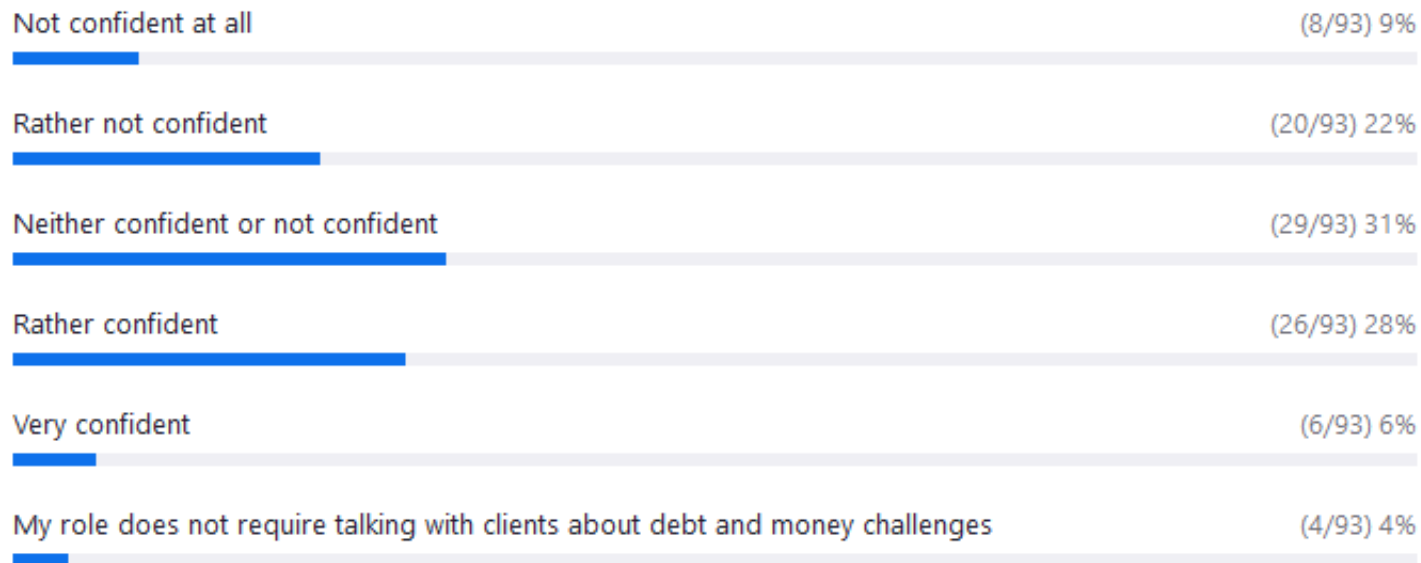 Not confident at all (8/93) 9%
Rather not confident (20/93) 22%
Neither confident or not confident (29/93) 31%
Rather confident (26/93) 28%
Very confident (6/93) 6%
My role does not require talking with clients about debt and money challenges (4/93) 4%